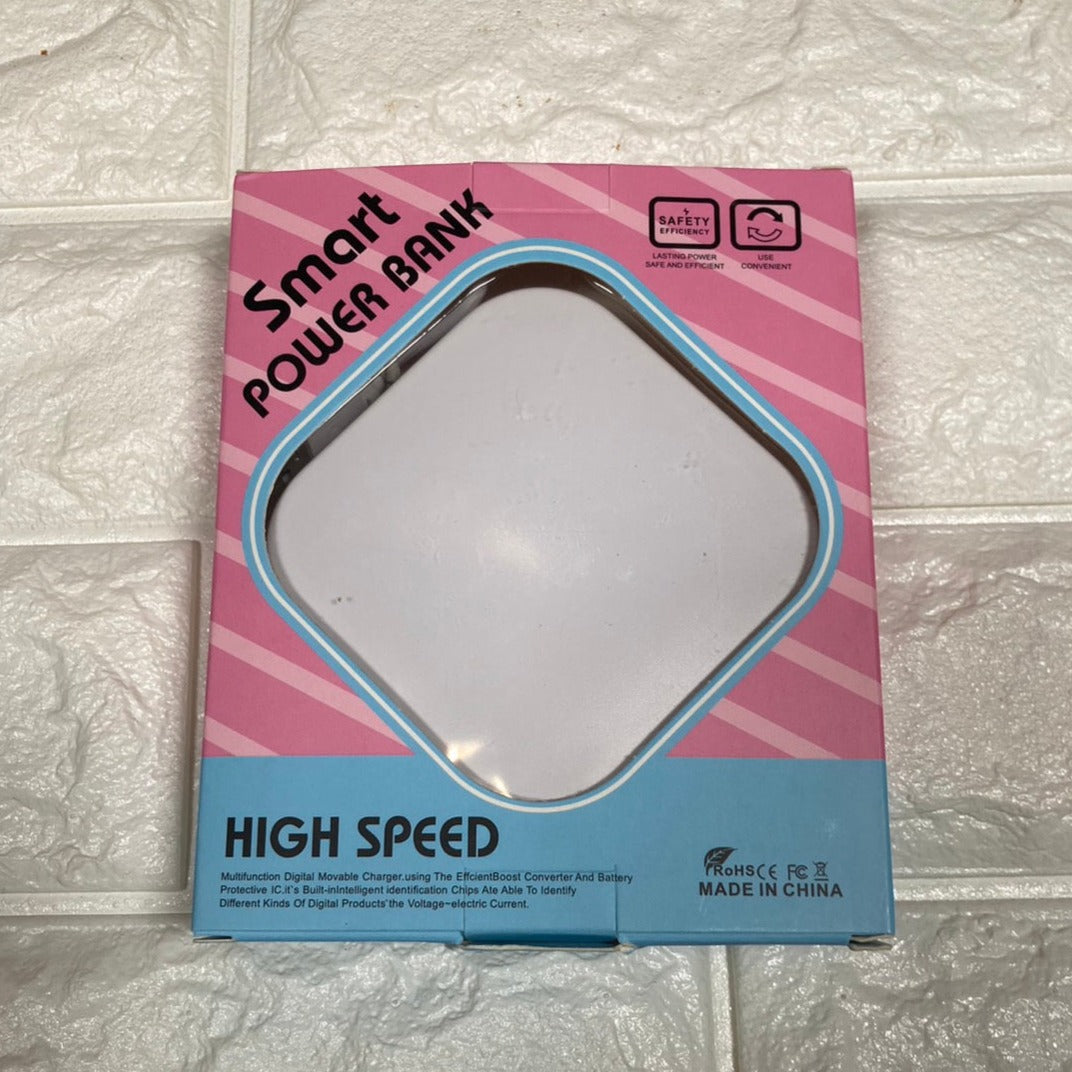 Smart
POWER BANK
SAFETY
EFFICIENCY
LASTING POWER
SAFE AND EFFICIENT
USE
CONVENIENT
HIGH SPEED
Multifunction Digital Movable Charger.using The EffcientBoost Converter And Battery
Protective IC.it`s Built-inIntelligent identification Chips Ate Able To Identify
Different Kinds Of Digital Products'the Voltage~electric Current.
RoHS CE FC
MADE IN CHINA